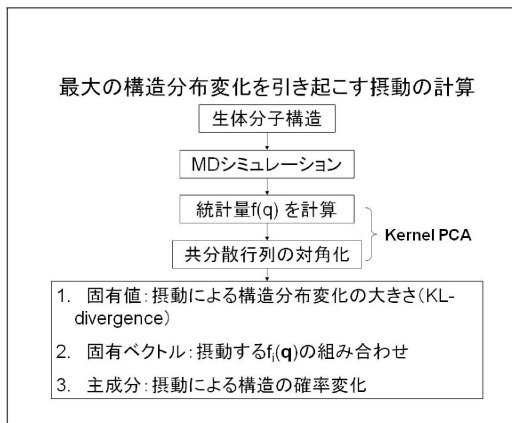 最大の構造分布変化を引き起こす摂動の計算
生体分子構造
MDシミュレーション
統計量f(q) を計算
Kernel PCA
共分散行列の対角化
1. 固有値：摂動による構造分布変化の大きさ(KL-
divergence)
2. 固有ベクトル：摂動するfi(q)の組み合わせ
3. 主成分：摂動による構造の確率変化